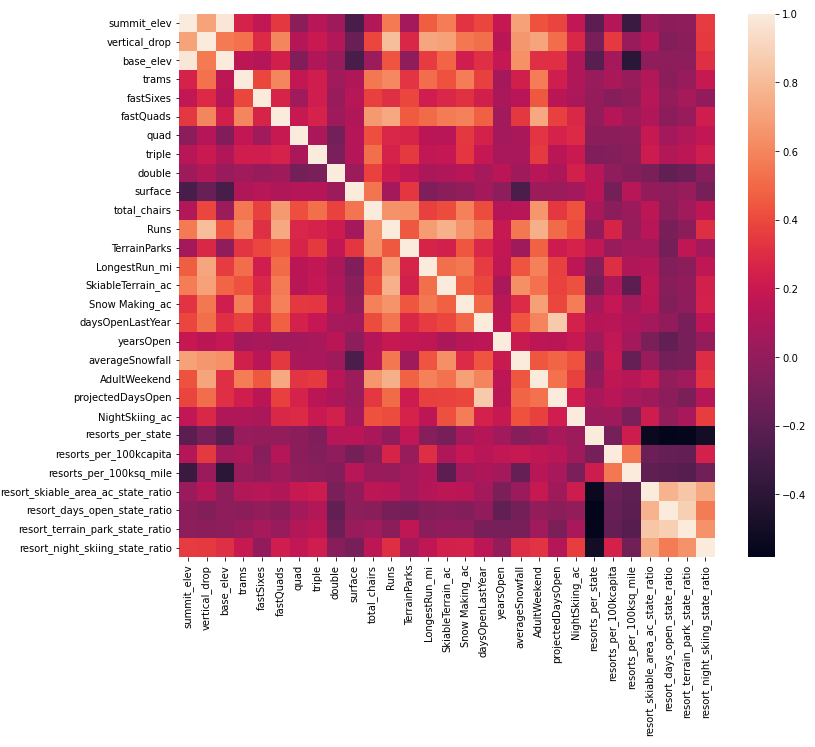 summit_elev
vertical_drop
base_elev
trams
fastSixes
fastQuads
quad
triple
double
surface
total_chairs
Runs
TerrainParks
LongestRun_mi
SkiableTerrain_ac
Snow Making_ac
daysOpenLastYear
yearsOpen
averageSnowfall
AdultWeekend
projectedDaysOpen
NightSkiing_ac
resorts_per_state
resorts_per_100kcapita
resorts_per_100ksq_mile
resort_skiable_area_ac_state_ratio
resort_days_open_state_ratio
resort_terrain_park_state_ratio
resort_night_skiing_state_ratio
summit_elev
vertical_drop
base_elev
trams
fastSixes
fastQuads
quad
triple
double
surface
total_chairs
Runs
TerrainParks
LongestRun_mi
SkiableTerrain_ac
Snow Making_ac
daysOpenLastYear
yearsOpen
averageSnowfall
AdultWeekend
projectedDaysOpen
NightSkiing_ac
resorts_per_state
resorts_per_100kcapita
resorts_per_100ksq_mile
resort_skiable_area_ac_state_ratio
resort_days_open_state_ratio
resort_terrain_park_state_ratio
resort_night_skiing_state_ratio
1.0
0.8
0.6
0.4
0.2
0.0
−0.2
−0.4